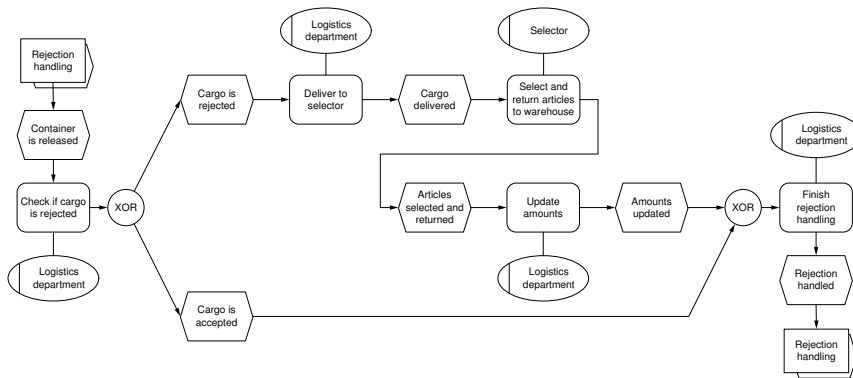 Rejection
handling
Container
is released
Check if cargo
is rejected
Logistics
department
XOR
Cargo is
rejected
Logistics
department
Deliver to
selector
Cargo
delivered
Selector
Select and
return articles
to warehouse
Articles
selected and
returned
Update
amounts
Logistics
department
Amounts
updated
Cargo is
accepted
XOR
Logistics
department
Finish
rejection
handling
Rejection
handled
Rejection
handling